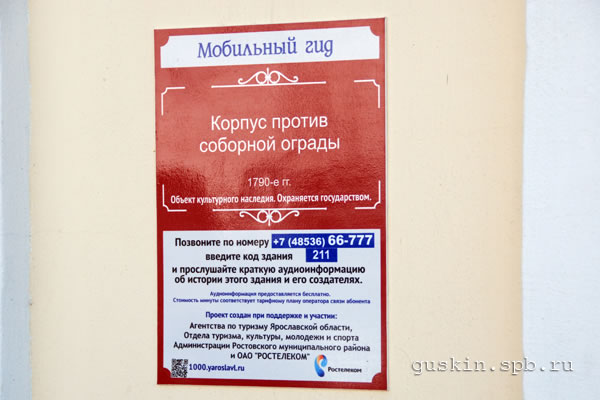 Мобильный гид
Корпус против
соборной ограды
1790-е гг.
Объект культурного наследия. Охраняется государством.
Позвоните по номеру +7 (48536) 66-777
введите код здания 211
и прослушайте краткую аудиоинформацию
об истории этого здания и его создателях.
Аудиоинформация предоставляется бесплатно.
Стоимость минуты соответствует тарифному плану оператора связи абонента
Проект создан при поддержке и участии:
Агентства по туризму Ярославской области,
Отдела туризма, культуры, молодежи и спорта
Администрации Ростовского муниципального района
и ОАО "РОСТЕЛЕКОМ"
1000.yaroslavl.ru
Ростелеком
guskin.spb.ru